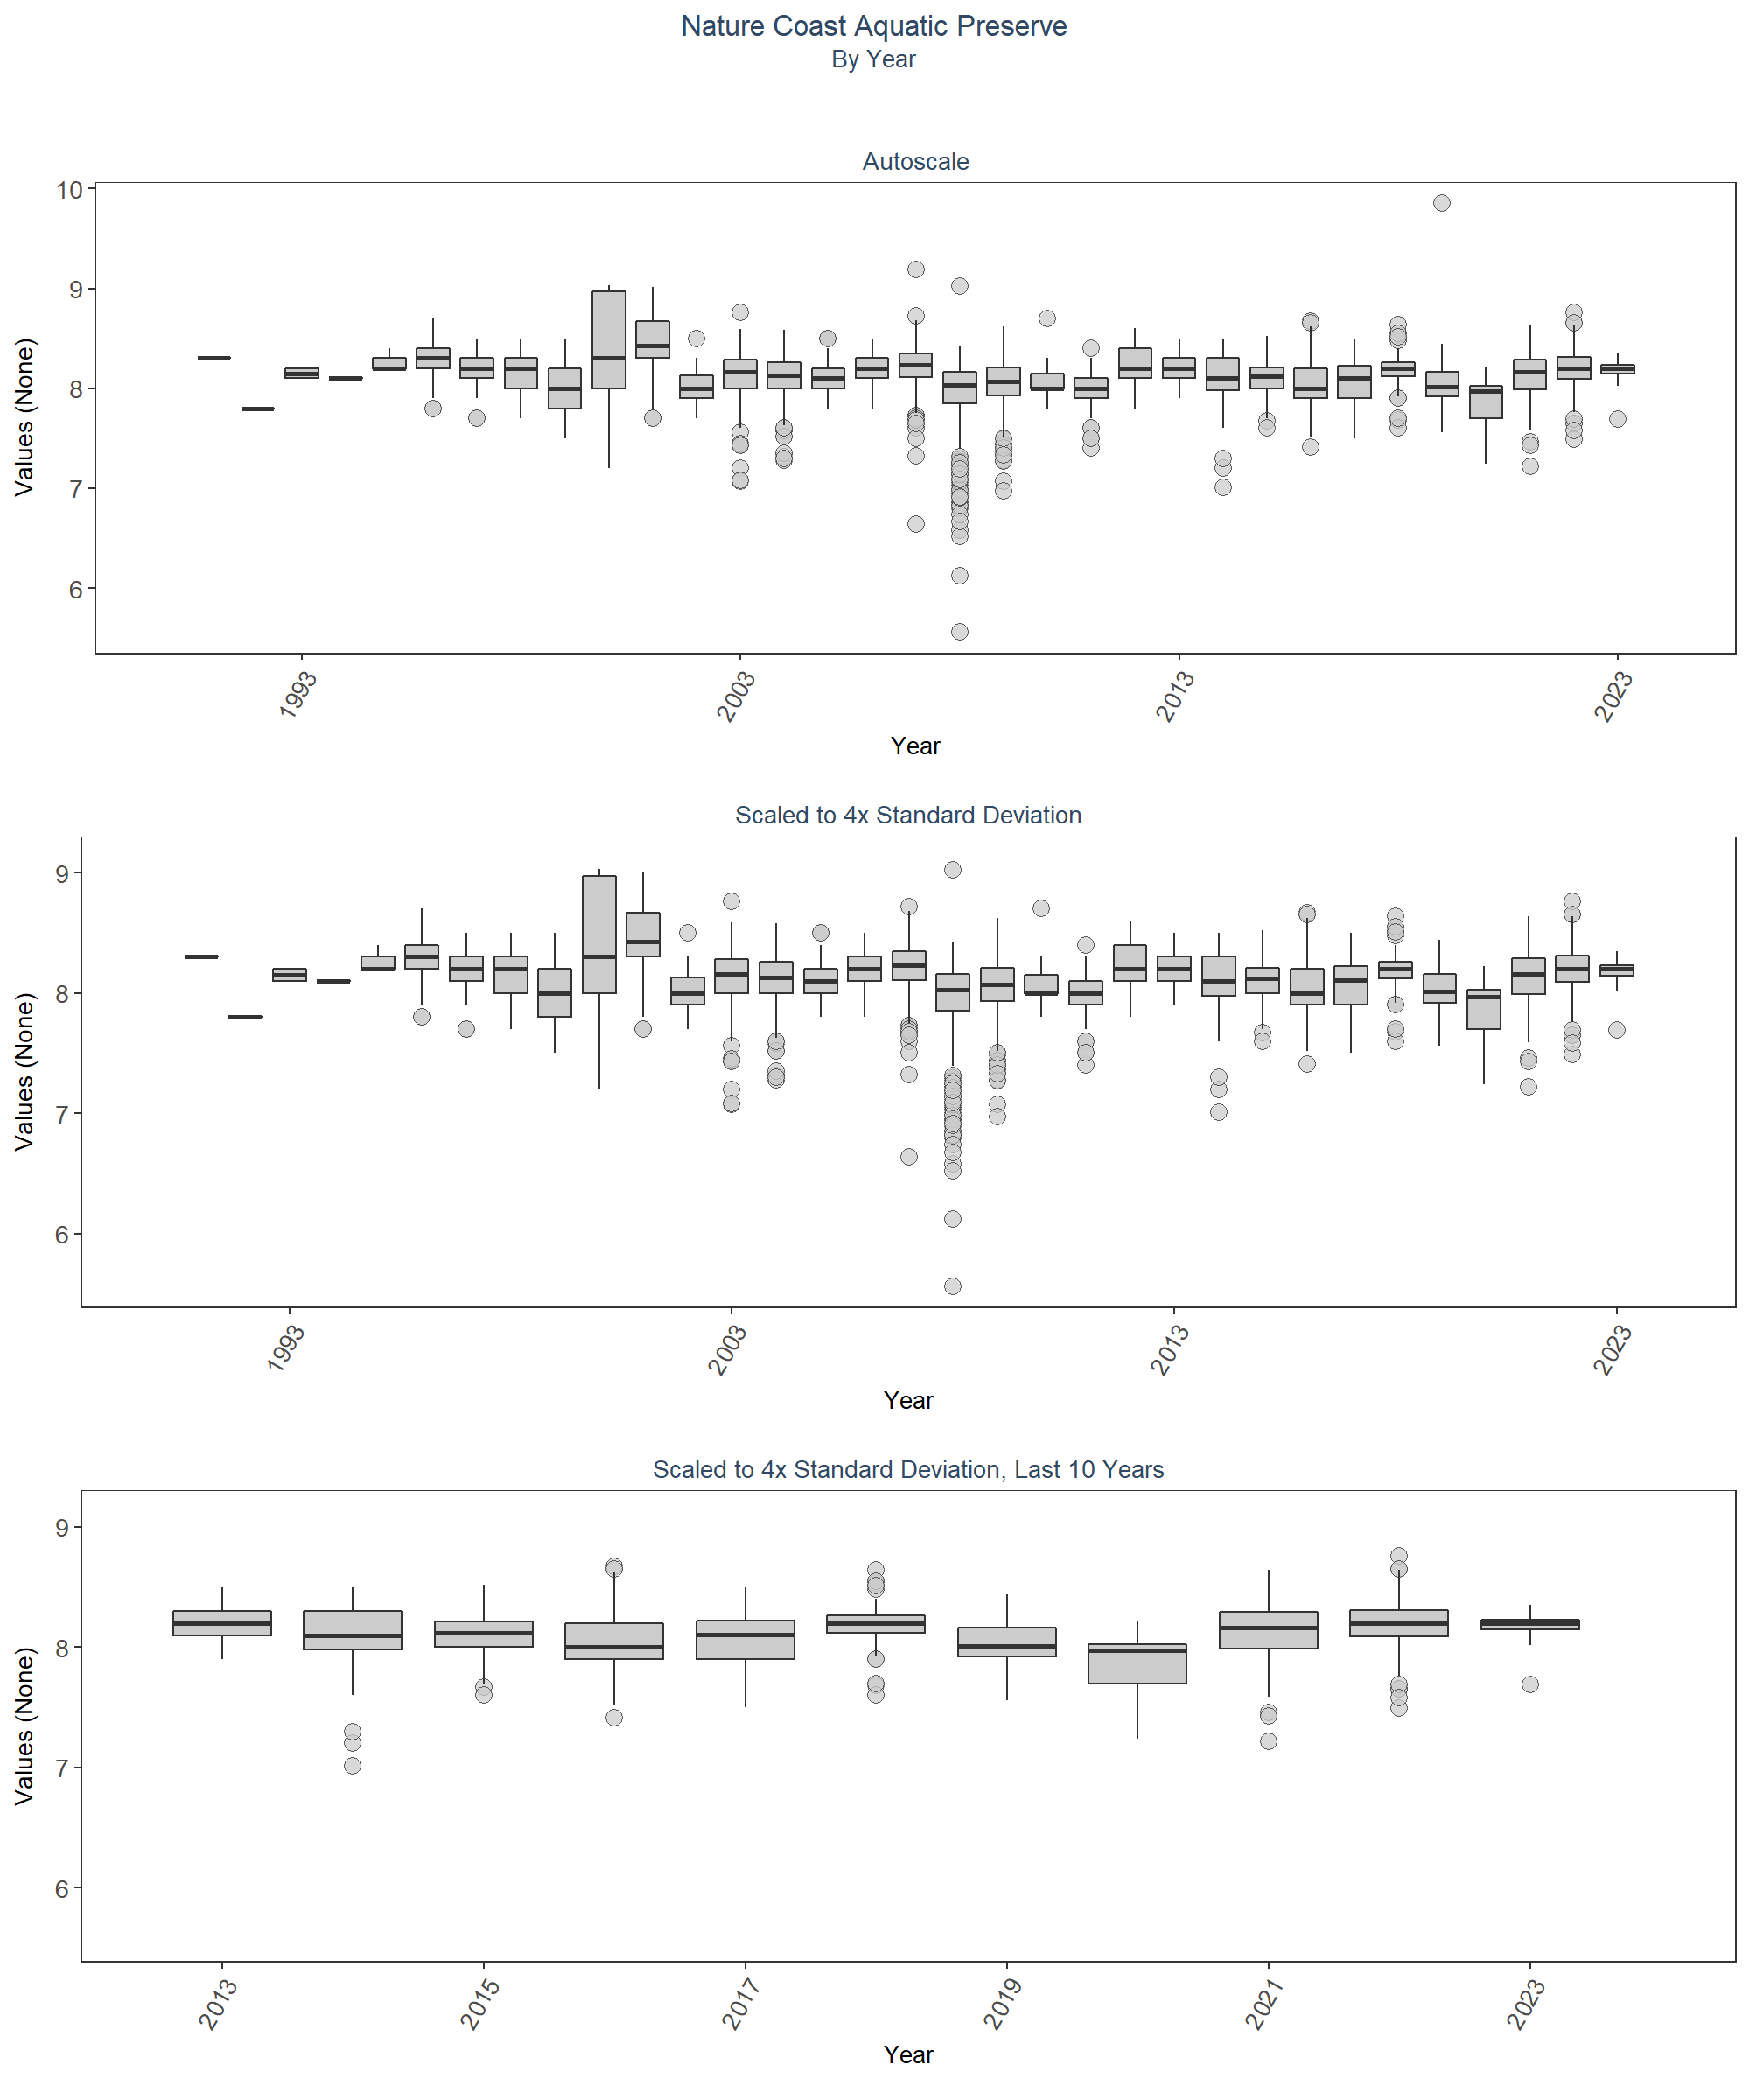 Nature Coast Aquatic Preserve
By Year
Autoscale
10
9
8
7
6
Values (None)
1993
2003
2013
2023
Year
Scaled to 4x Standard Deviation
9
8
7
6
Values (None)
1993
2003
2013
2023
Year
Scaled to 4x Standard Deviation, Last 10 Years
9
8
7
6
Values (None)
2013
2015
2017
2019
2021
2023
Year